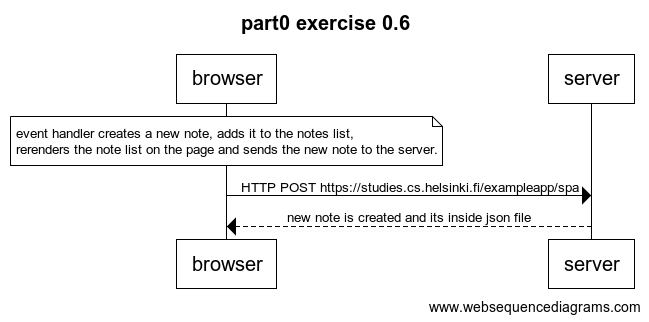 part0 exercise 0.6
browser
server
event handler creates a new note, adds it to the notes list,
rerenders the note list on the page and sends the new note to the server.
HTTP POST https://studies.cs.helsinki.fi/exampleapp/spa
new note is created and its inside json file
browser
server
www.websequencediagrams.com